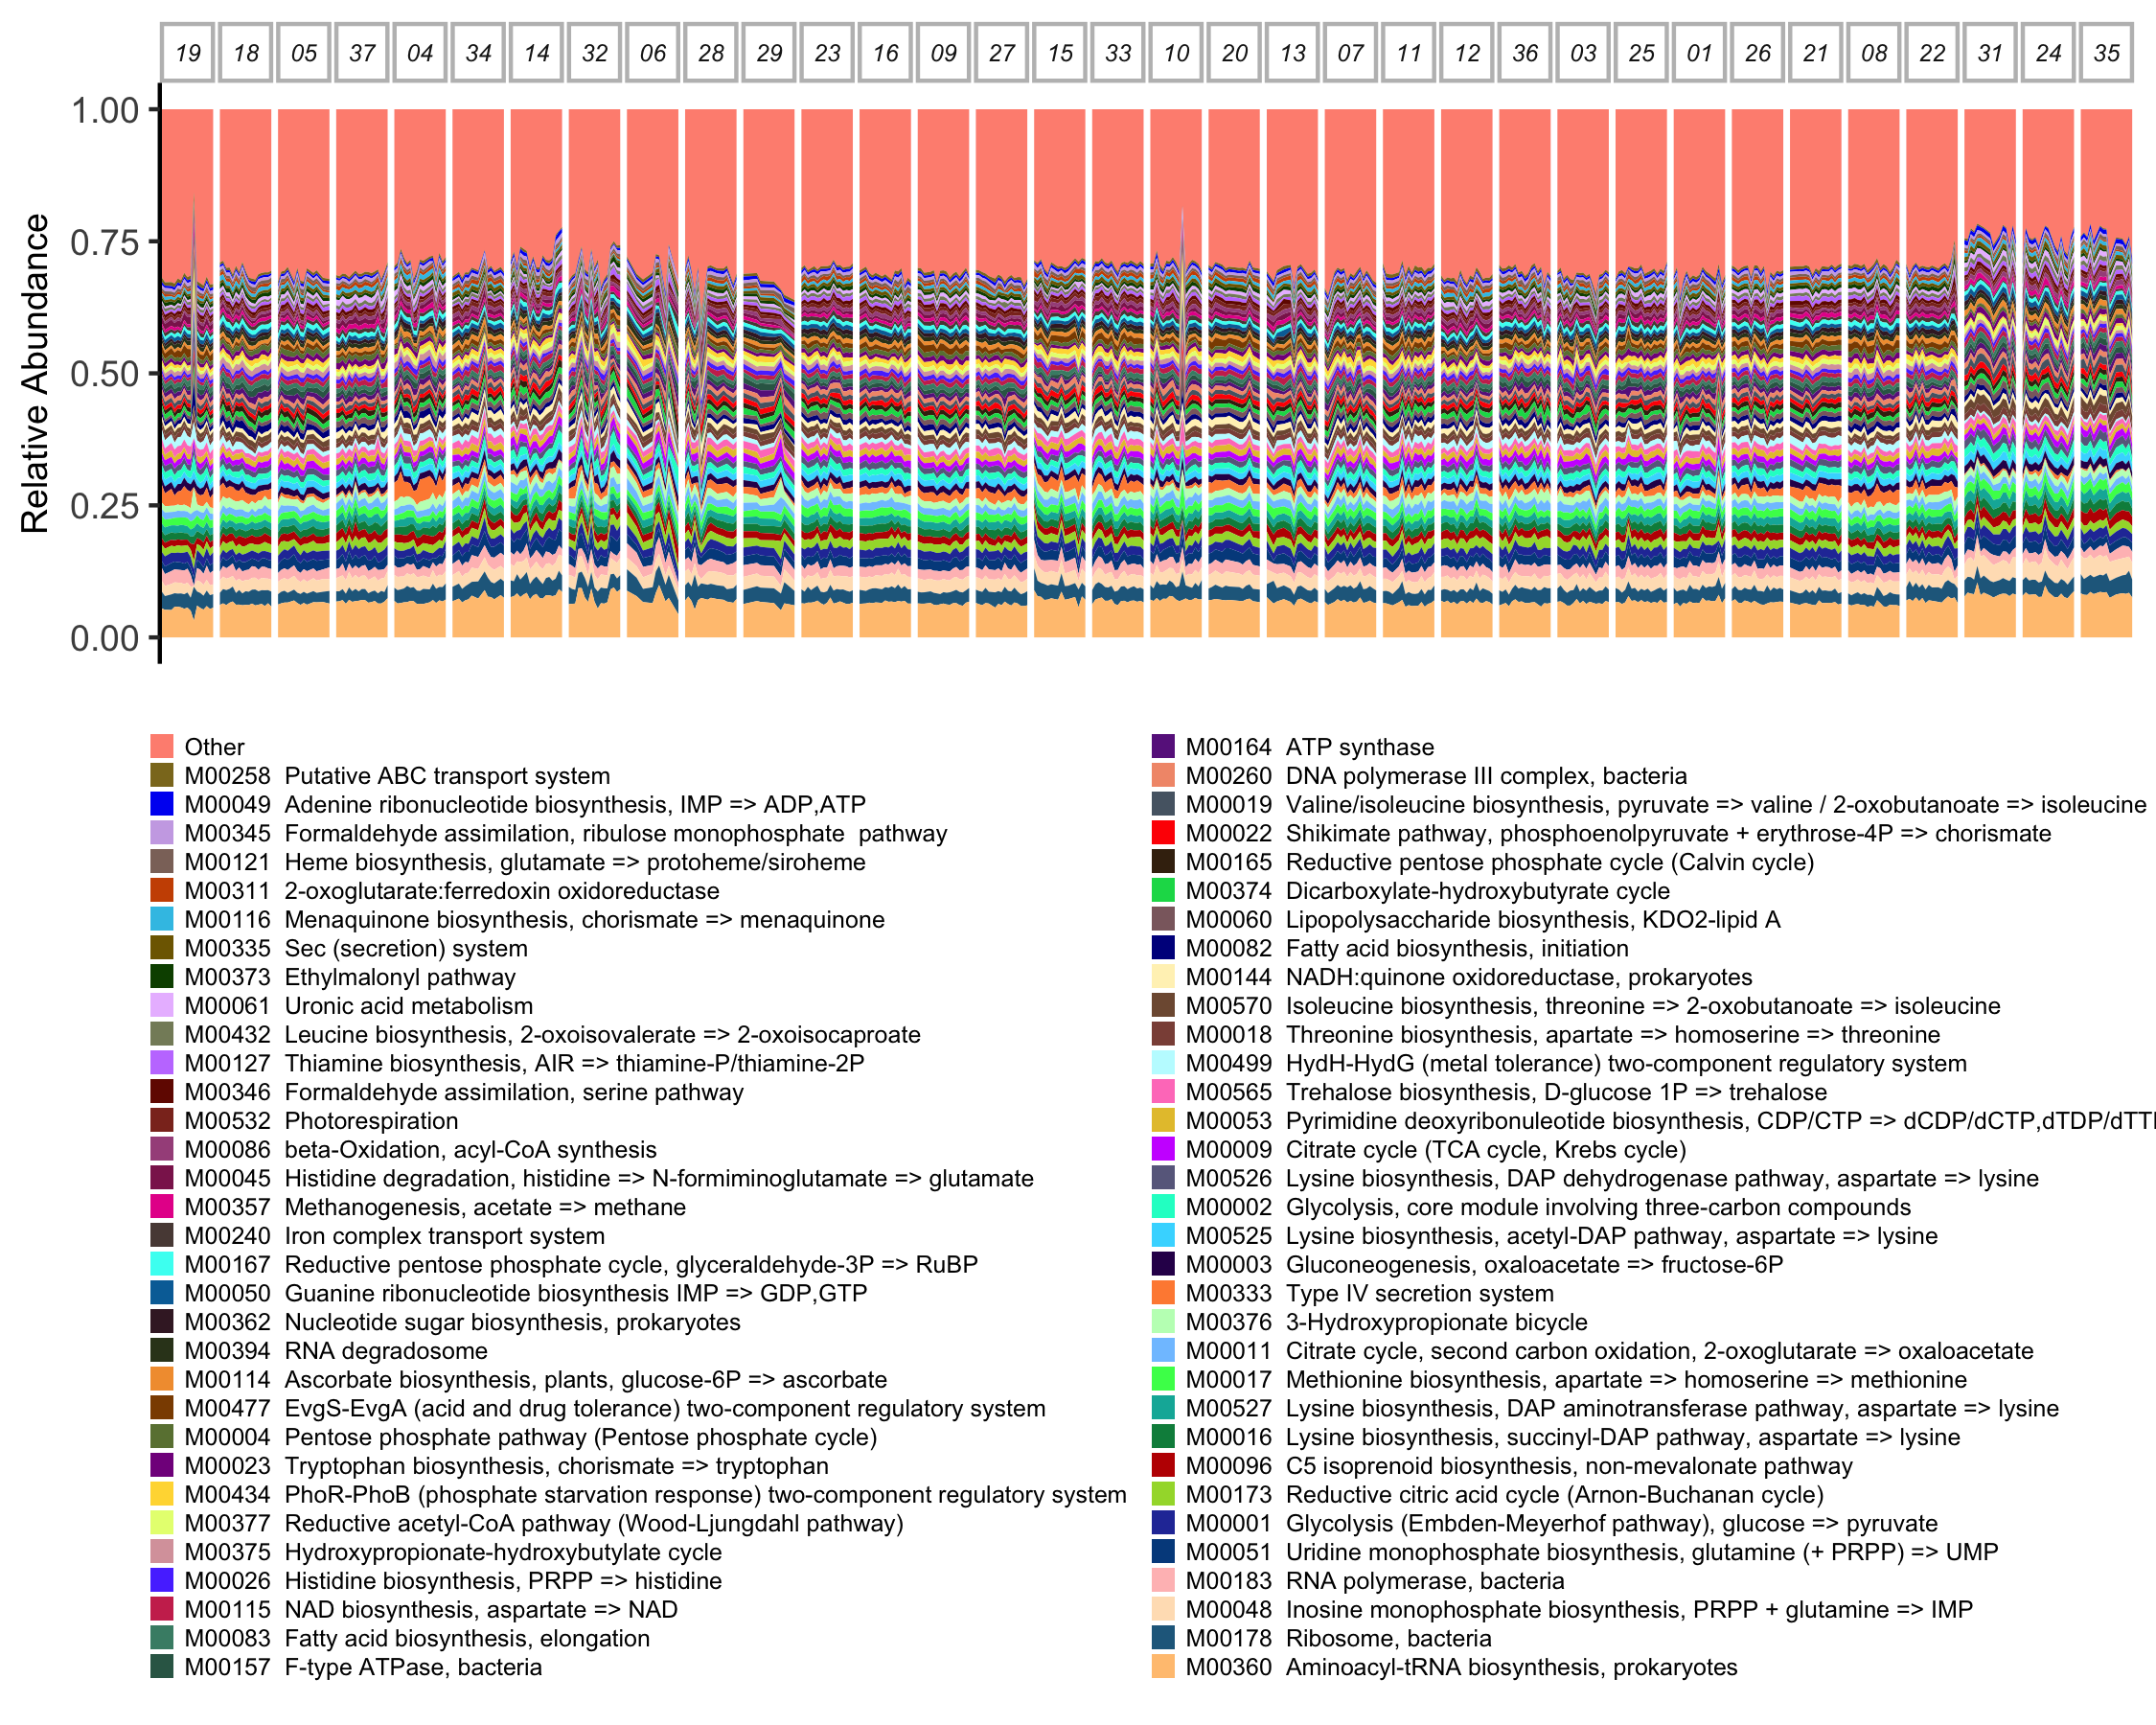 19 18 05 37 04 34 14 32 06 28 29 23 16 09 27 15 33 10 20 13 07 11 12 36 03 25 01 26 21 08 22 31 24 35
1.00
0.75
0.50
0.25
0.00
Relative Abundance
Other
M00258 Putative ABC transport system
M00049 Adenine ribonucleotide biosynthesis, IMP => ADP,ATP
M00345 Formaldehyde assimilation, ribulose monophosphate pathway
M00121 Heme biosynthesis, glutamate => protoheme/siroheme
M00311 2-oxoglutarate:ferredoxin oxidoreductase
M00116 Menaquinone biosynthesis, chorismate => menaquinone
M00335 Sec (secretion) system
M00373 Ethylmalonyl pathway
M00061 Uronic acid metabolism
M00432 Leucine biosynthesis, 2-oxoisovalerate => 2-oxoisocaproate
M00127 Thiamine biosynthesis, AIR => thiamine-P/thiamine-2P
M00346 Formaldehyde assimilation, serine pathway
M00532 Photorespiration
M00086 beta-Oxidation, acyl-CoA synthesis
M00045 Histidine degradation, histidine => N-formiminoglutamate => glutamate
M00357 Methanogenesis, acetate => methane
M00240 Iron complex transport system
M00167 Reductive pentose phosphate cycle, glyceraldehyde-3P => RuBP
M00050 Guanine ribonucleotide biosynthesis IMP => GDP,GTP
M00362 Nucleotide sugar biosynthesis, prokaryotes
M00394 RNA degradosome
M00114 Ascorbate biosynthesis, plants, glucose-6P => ascorbate
M00477 EvgS-EvgA (acid and drug tolerance) two-component regulatory system
M00004 Pentose phosphate pathway (Pentose phosphate cycle)
M00023 Tryptophan biosynthesis, chorismate => tryptophan
M00434 PhoR-PhoB (phosphate starvation response) two-component regulatory system
M00377 Reductive acetyl-CoA pathway (Wood-Ljungdahl pathway)
M00375 Hydroxypropionate-hydroxybutylate cycle
M00026 Histidine biosynthesis, PRPP => histidine
M00115 NAD biosynthesis, aspartate => NAD
M00083 Fatty acid biosynthesis, elongation
M00157 F-type ATPase, bacteria
M00164 ATP synthase
M00260 DNA polymerase III complex, bacteria
M00019 Valine/isoleucine biosynthesis, pyruvate => valine / 2-oxobutanoate => isoleucine
M00022 Shikimate pathway, phosphoenolpyruvate + erythrose-4P => chorismate
M00165 Reductive pentose phosphate cycle (Calvin cycle)
M00374 Dicarboxylate-hydroxybutyrate cycle
M00060 Lipopolysaccharide biosynthesis, KDO2-lipid A
M00082 Fatty acid biosynthesis, initiation
M00144 NADH:quinone oxidoreductase, prokaryotes
M00570 Isoleucine biosynthesis, threonine => 2-oxobutanoate => isoleucine
M00018 Threonine biosynthesis, apartate => homoserine => threonine
M00499 HydH-HydG (metal tolerance) two-component regulatory system
M00565 Trehalose biosynthesis, D-glucose 1P => trehalose
M00053 Pyrimidine deoxyribonuleotide biosynthesis, CDP/CTP => dCDP/dCTP,dTDP/dTT
M00009 Citrate cycle (TCA cycle, Krebs cycle)
M00526 Lysine biosynthesis, DAP dehydrogenase pathway, aspartate => lysine
M00002 Glycolysis, core module involving three-carbon compounds
M00525 Lysine biosynthesis, acetyl-DAP pathway, aspartate => lysine
M00003 Gluconeogenesis, oxaloacetate => fructose-6P
M00333 Type IV secretion system
M00376 3-Hydroxypropionate bicycle
M00011 Citrate cycle, second carbon oxidation, 2-oxoglutarate => oxaloacetate
M00017 Methionine biosynthesis, apartate => homoserine => methionine
M00527 Lysine biosynthesis, DAP aminotransferase pathway, aspartate => lysine
M00016 Lysine biosynthesis, succinyl-DAP pathway, aspartate => lysine
M00096 C5 isoprenoid biosynthesis, non-mevalonate pathway
M00173 Reductive citric acid cycle (Arnon-Buchanan cycle)
M00001 Glycolysis (Embden-Meyerhof pathway), glucose => pyruvate
M00051 Uridine monophosphate biosynthesis, glutamine (+ PRPP) => UMP
M00183 RNA polymerase, bacteria
M00048 Inosine monophosphate biosynthesis, PRPP + glutamine => IMP
M00178 Ribosome, bacteria
M00360 Aminoacyl-tRNA biosynthesis, prokaryotes